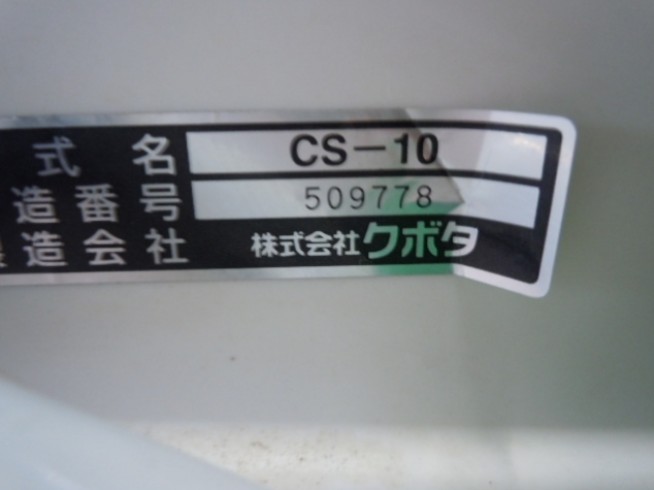 式名 CS-10
造番号 509778
造会社 株式会社クボタ